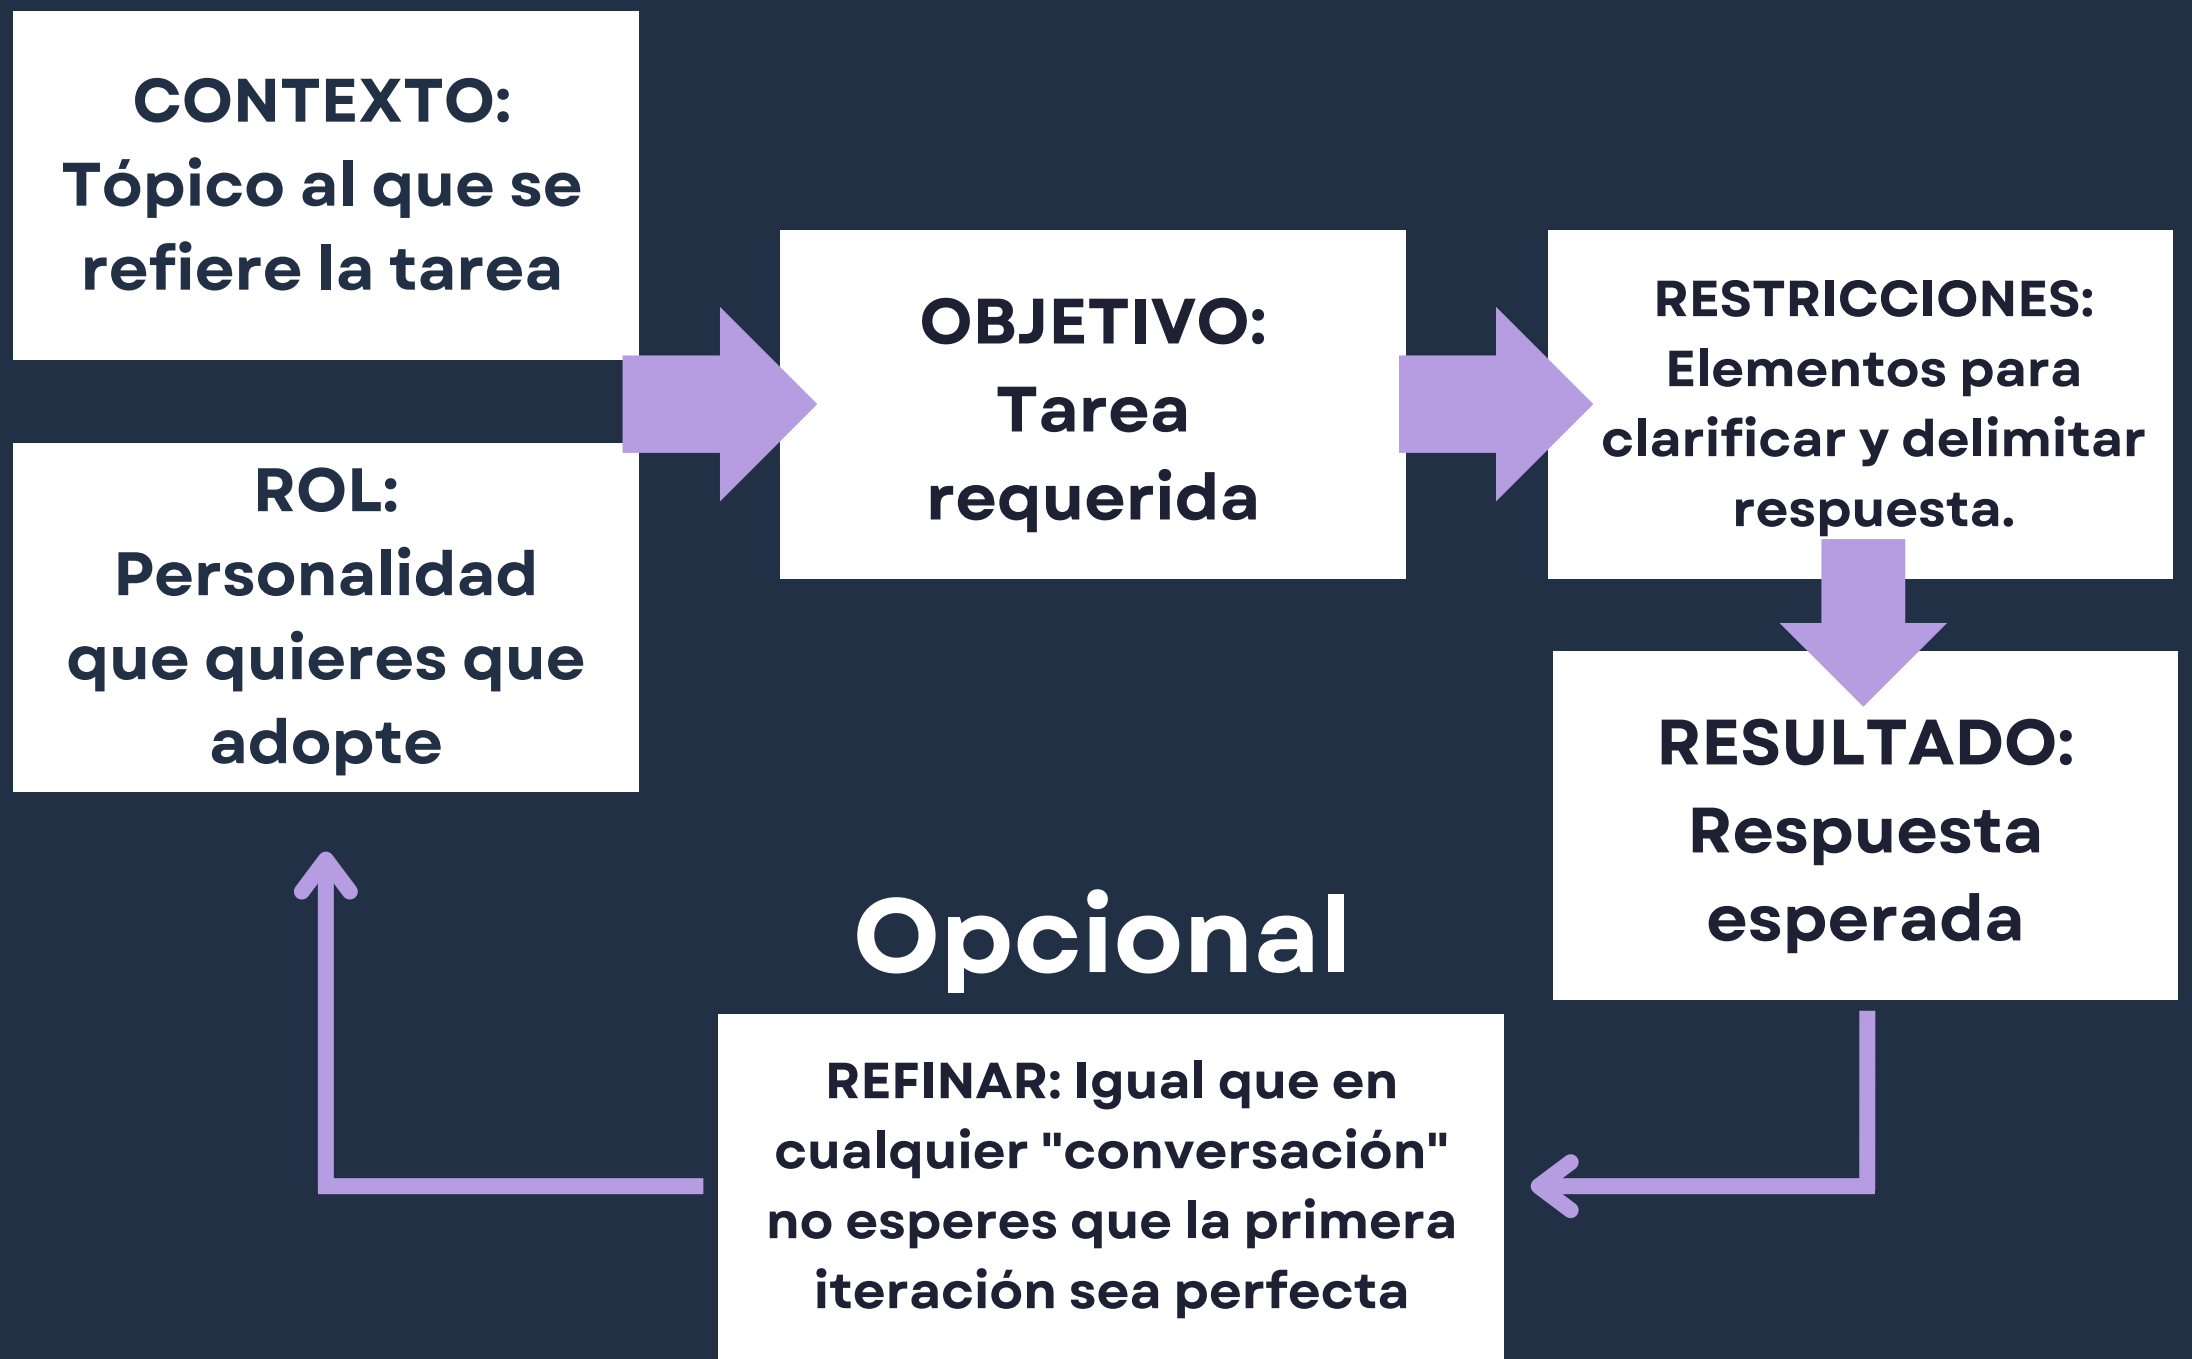 CONTEXTO:
Tópico al que se
refiere la tarea
ROL:
Personalidad
que quieres que
adopte
OBJETIVO:
Tarea
requerida
RESTRICCIONES:
Elementos para
clarificar y delimitar
respuesta.
RESULTADO:
Respuesta
esperada
Opcional
REFINAR: Igual que en
cualquier "conversación"
no esperes que la primera
iteración sea perfecta